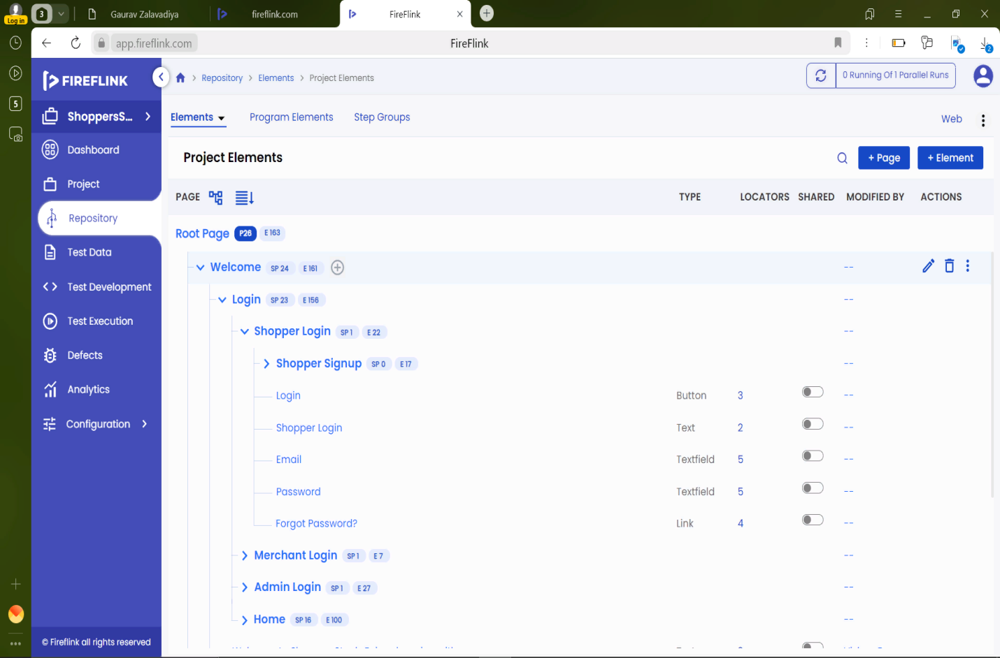 3 Gaurav Zalavadiya fireflink.com FireFlink
Log in
app.fireflink.com FireFlink 2
FIREFLINK Repository Elements Project Elements 0 Running Of 1 Parallel Runs
5
ShoppersS... Elements Program Elements Step Groups Web
Dashboard Project Elements + Page + Element
Project PAGE TYPE LOCATORS SHARED MODIFIED BY ACTIONS
Repository Root Page P26 E 163
Test Data Welcome SP 24 E 161 --
Test Development Login SP 23 E 156 --
Test Execution Shopper Login SP 1 E 22 --
Defects Shopper Signup SP 0 E 17 --
Analytics Login Button 3 --
Configuration Shopper Login Text 2 --
Email Textfield 5 --
Password Textfield 5 --
Forgot Password? Link 4 --
Merchant Login SP 1 E 7 --
Admin Login SP 1 E 27 --
Home SP 16 E 100 --
© Fireflink all rights reserved